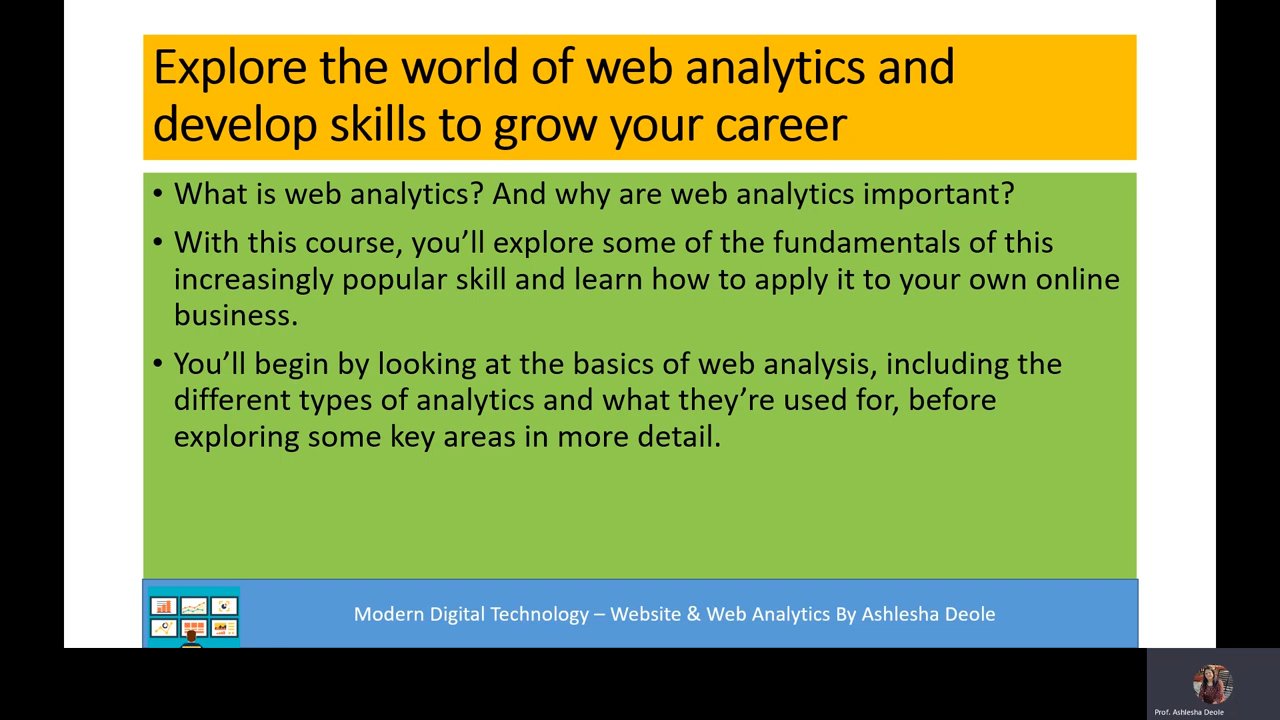 Explore the world of web analytics and
develop skills to grow your career
• What is web analytics? And why are web analytics important?
• With this course, you’ll explore some of the fundamentals of this
increasingly popular skill and learn how to apply it to your own online
business.
• You’ll begin by looking at the basics of web analysis, including the
different types of analytics and what they’re used for, before
exploring some key areas in more detail.
Modern Digital Technology – Website & Web Analytics By Ashlesha Deole
Prof. Ashlesha Deole